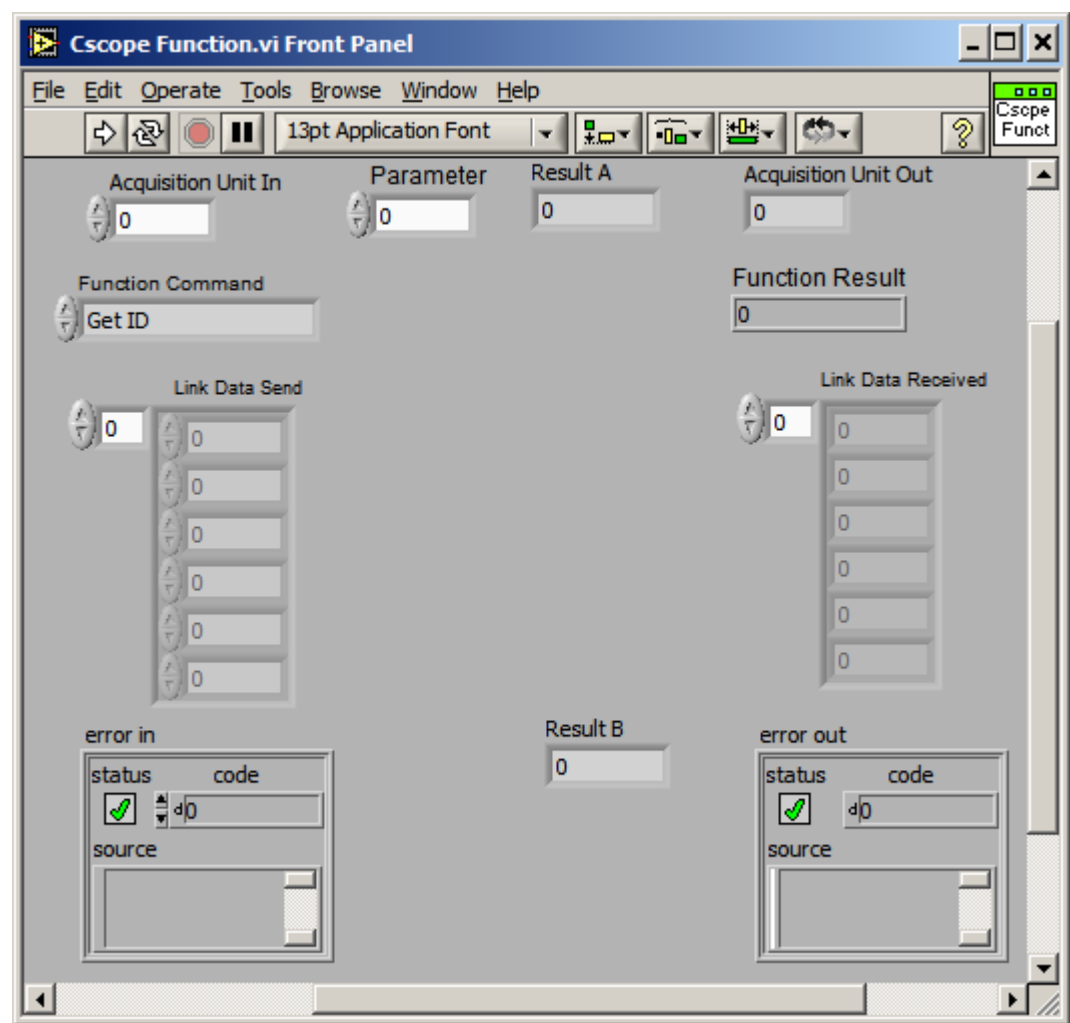 Cscope Function.vi Front Panel
File Edit Operate Tools Browse Window Help
Cscpe
Funct
13pt Application Font
?
Acquisition Unit In
0
Parameter
0
Result A
0
Acquisition Unit Out
0
Function Command
Get ID
Function Result
0
Link Data Send
0
0
0
0
0
0
0
Link Data Received
0
0
0
0
0
0
0
error in
status code
d0
source
Result B
0
error out
status code
d0
source